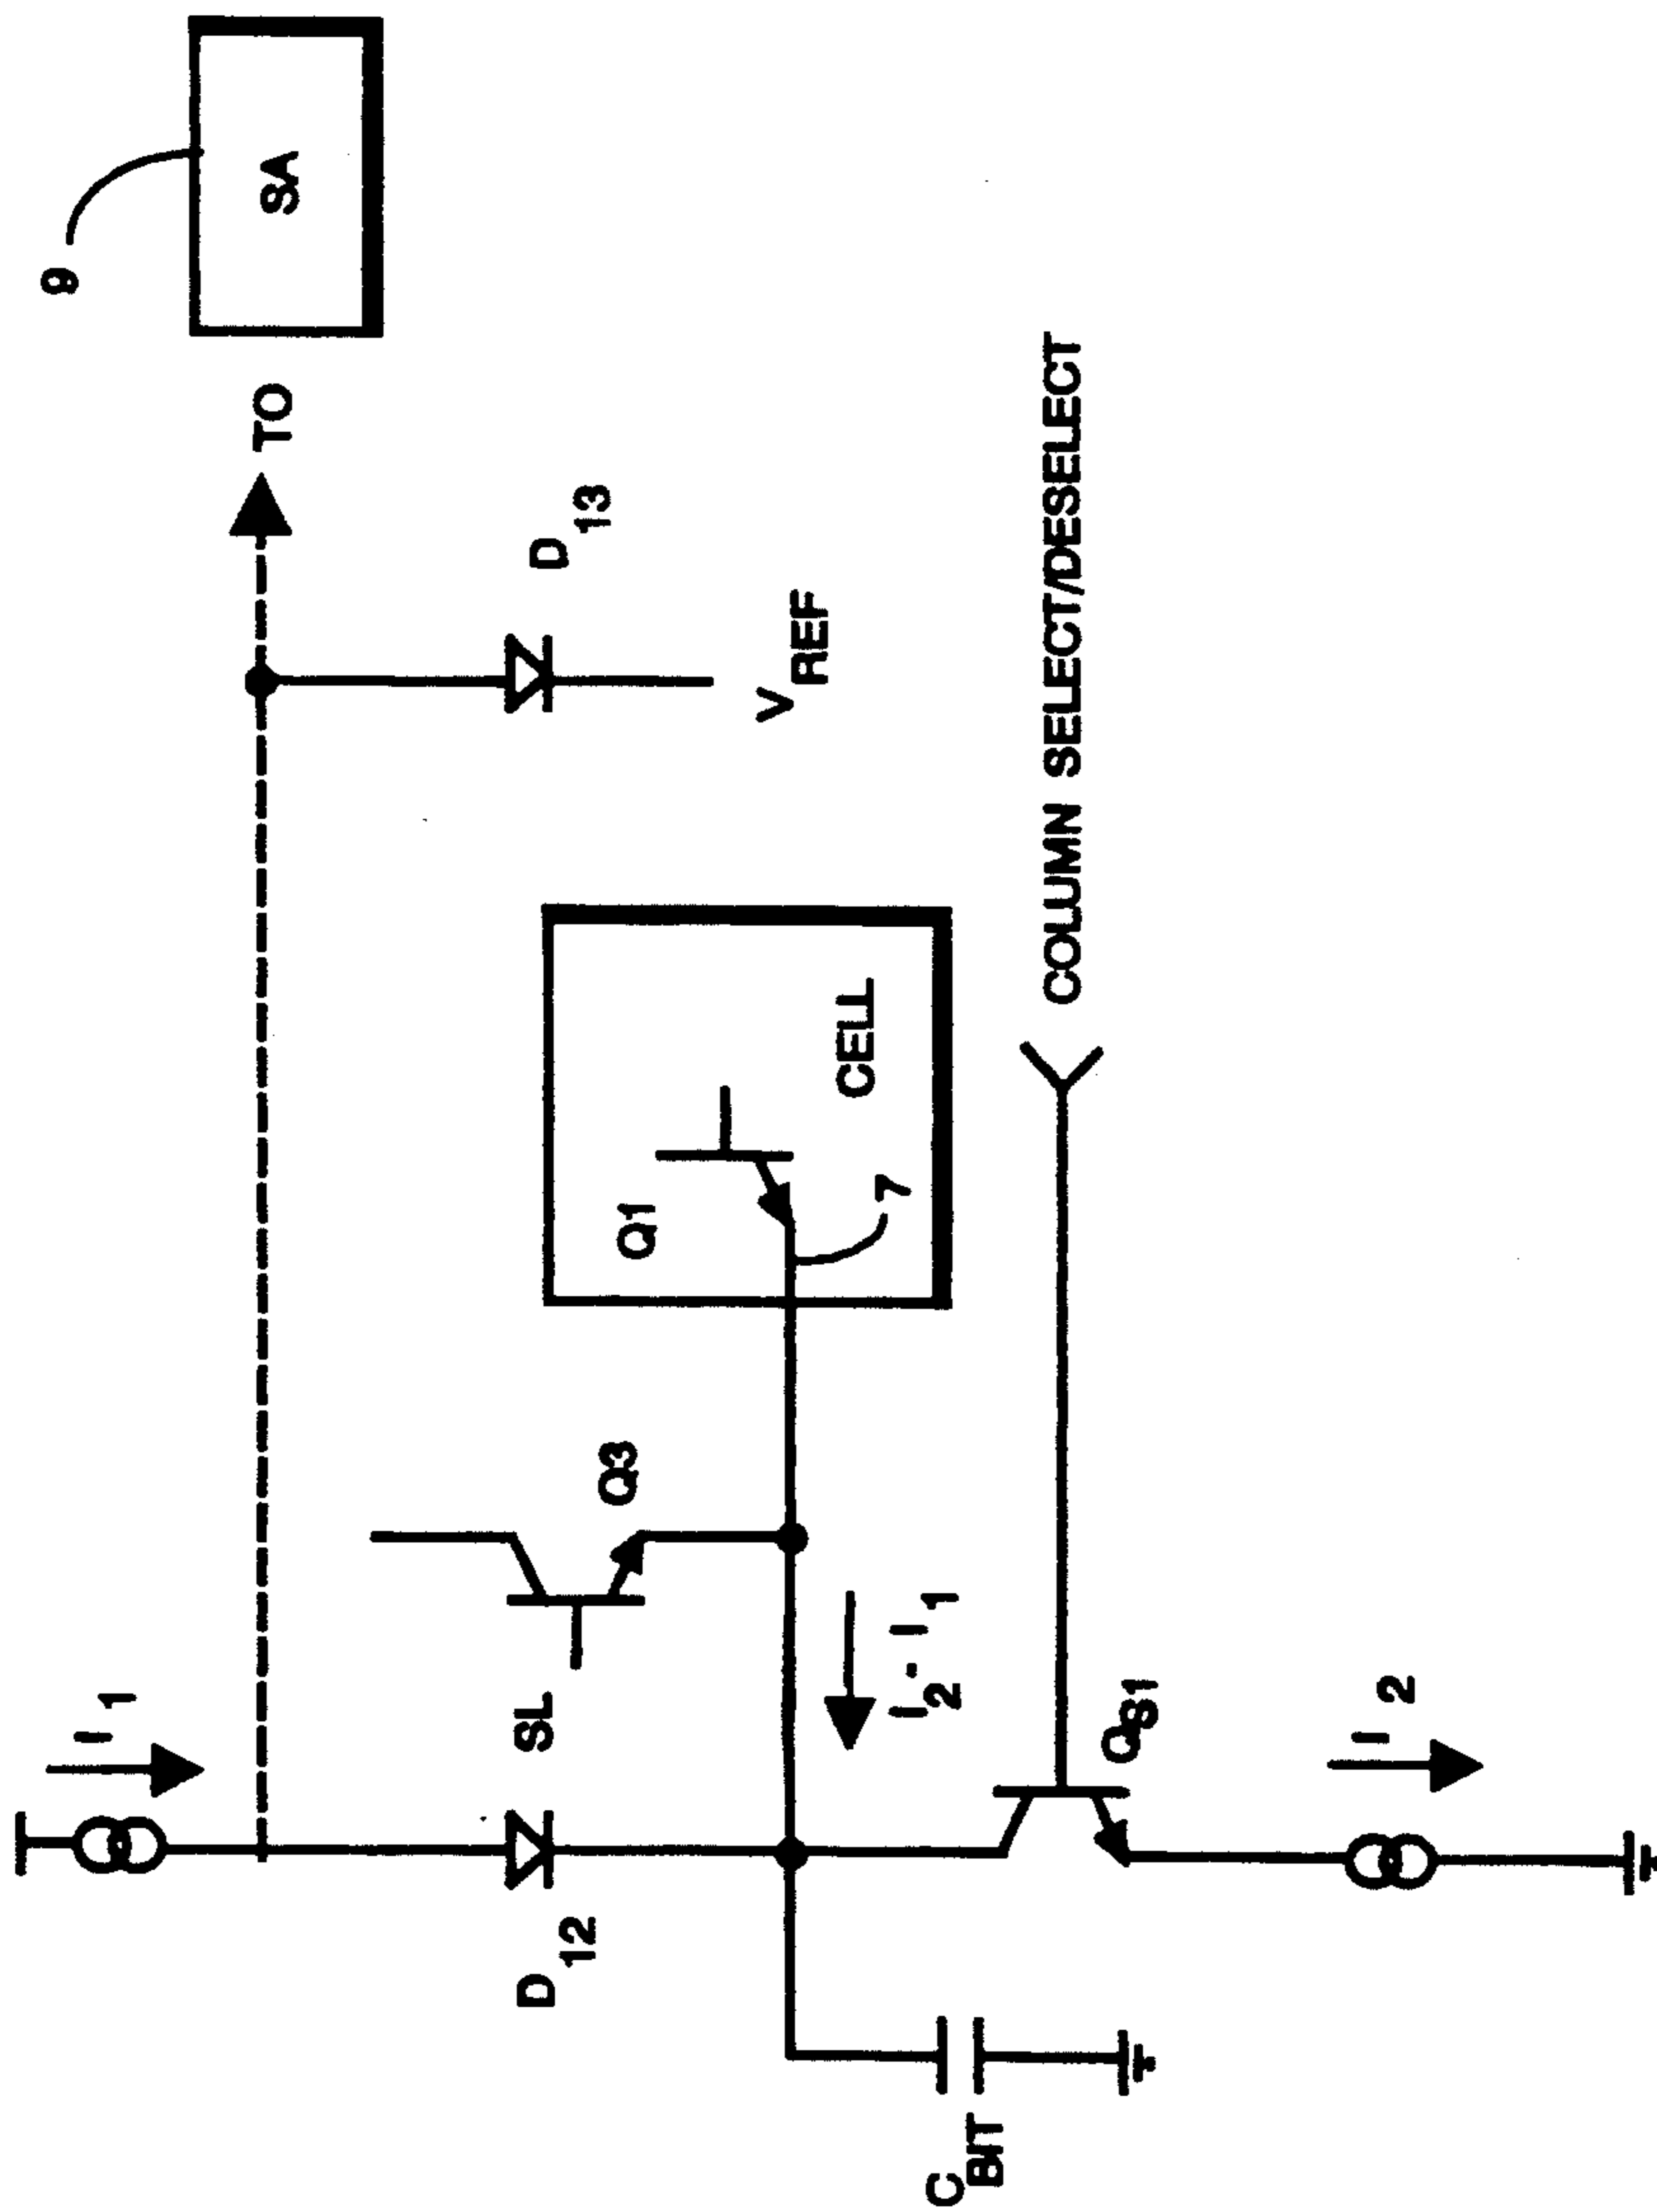 I1
9
SA
TO
D12
SL
Q3
Q1
CELL
7
D13
VREF
I2-I1
CBIT
QS1
COLUMN SELECT/DESELECT
I2